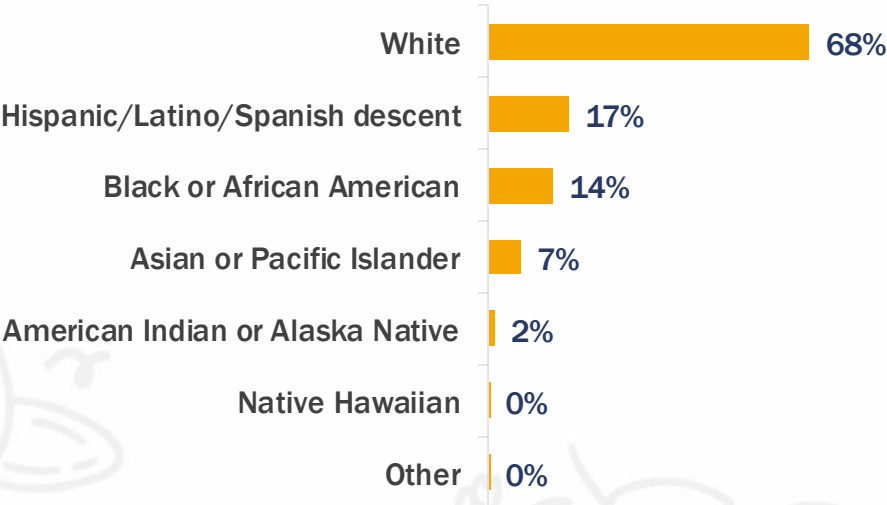 White 68%
Hispanic/Latino/Spanish descent 17%
Black or African American 14%
Asian or Pacific Islander 7%
American Indian or Alaska Native 2%
Native Hawaiian 0%
Other 0%